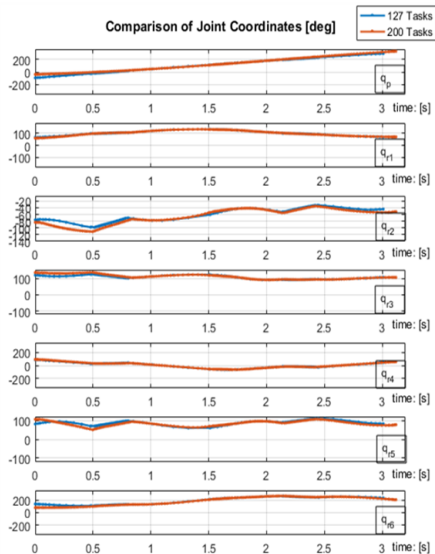 127 Tasks
200 Tasks
Comparison of Joint Coordinates [deg]
200
0
-200
q_p
0 0.5 1 1.5 2 2.5 3 time: [s]
100
0
-100
q_r1
0 0.5 1 1.5 2 2.5 3 time: [s]
-20
-40
-60
-80
-100
-120
-140
q_r2
0 0.5 1 1.5 2 2.5 3 time: [s]
100
0
-100
q_r3
0 0.5 1 1.5 2 2.5 3 time: [s]
200
0
-200
q_r4
0 0.5 1 1.5 2 2.5 3 time: [s]
100
0
-100
q_r5
0 0.5 1 1.5 2 2.5 3 time: [s]
200
0
-200
q_r6
0 0.5 1 1.5 2 2.5 3 time: [s]